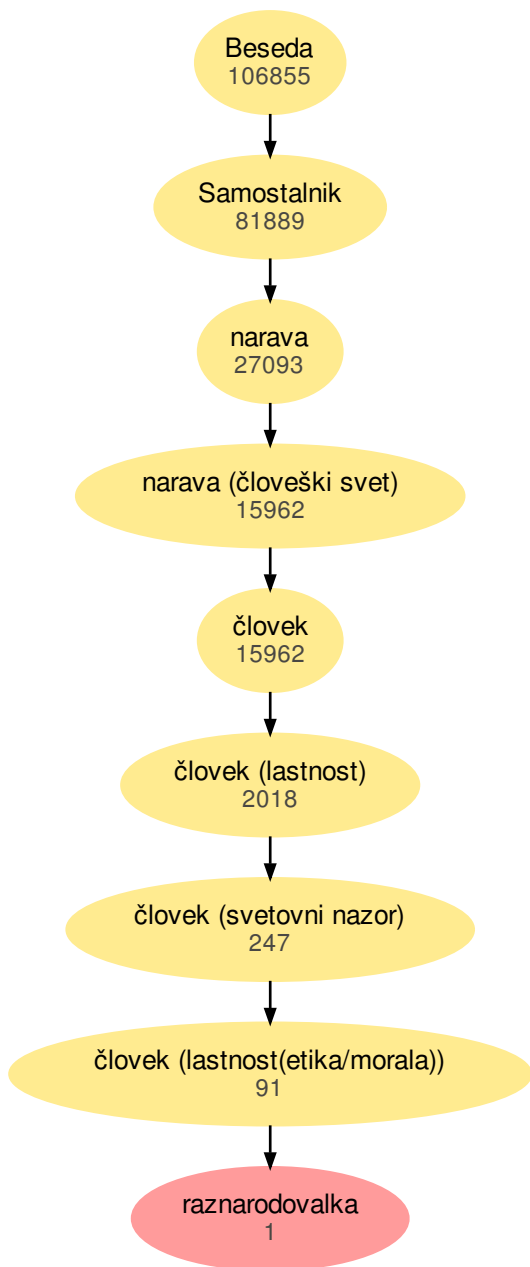 Beseda
106855
Samostalnik
81889
narava
27093
narava (človeški svet)
15962
človek
15962
človek (lastnost)
2018
človek (svetovni nazor)
247
človek (lastnost(etika/morala))
91
raznarodovalka
1